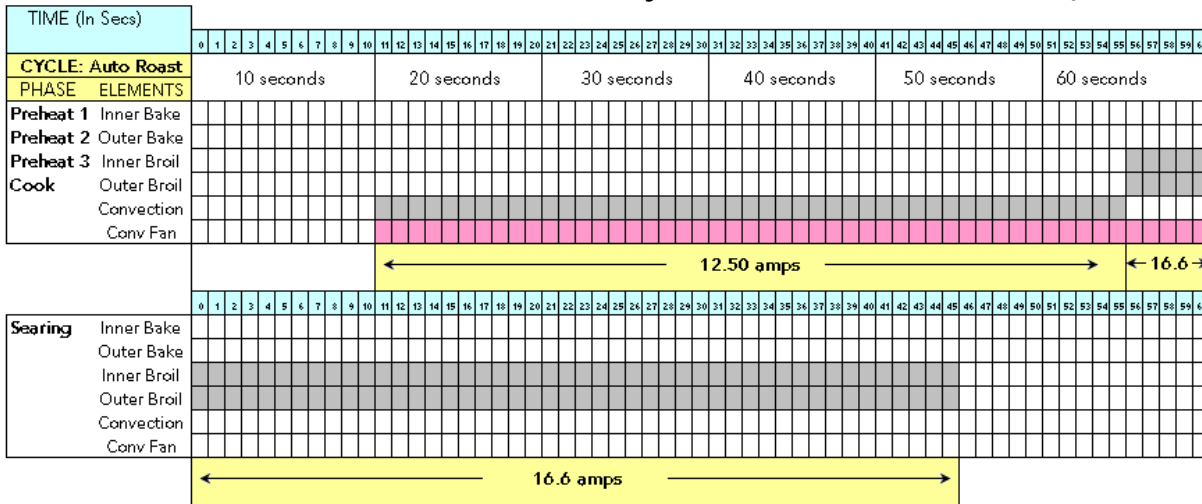 TIME (In Secs)
0 1 2 3 4 5 6 7 8 9 10 11 12 13 14 15 16 17 18 19 20 21 22 23 24 25 26 27 28 29 30 31 32 33 34 35 36 37 38 39 40 41 42 43 44 45 46 47 48 49 50 51 52 53 54 55 56 57 58 59
CYCLE: Auto Roast
10 seconds 20 seconds 30 seconds 40 seconds 50 seconds 60 seconds
PHASE ELEMENTS
Preheat 1 Inner Bake
Preheat 2 Outer Bake
Preheat 3 Inner Broil
Cook Outer Broil
Convection
Conv Fan
12.50 amps 16.6
0 1 2 3 4 5 6 7 8 9 10 11 12 13 14 15 16 17 18 19 20 21 22 23 24 25 26 27 28 29 30 31 32 33 34 35 36 37 38 39 40 41 42 43 44 45 46 47 48 49 50 51 52 53 54 55 56 57 58 59
Searing Inner Bake
Outer Bake
Inner Broil
Outer Broil
Convection
Conv Fan
16.6 amps